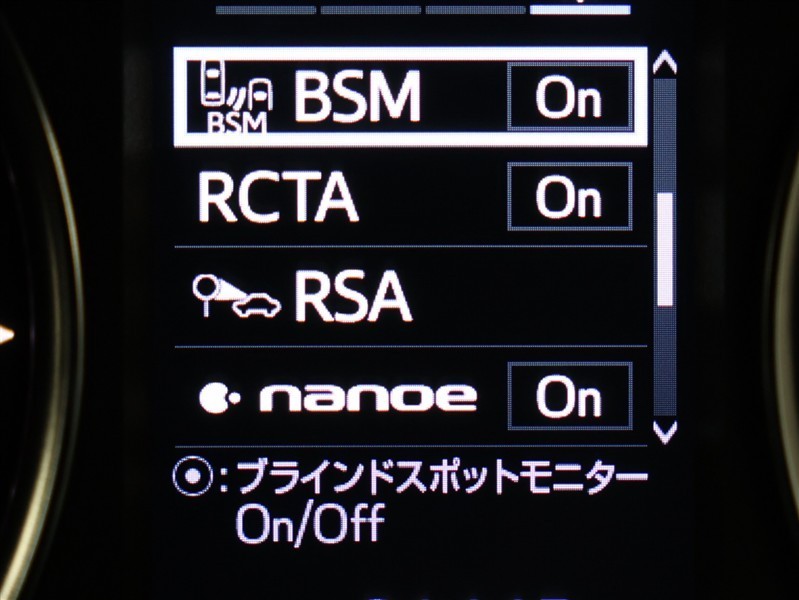 BSM BSM On
RCTA On
RSA
nanoe On
: ブラインドスポットモニター
On/Off